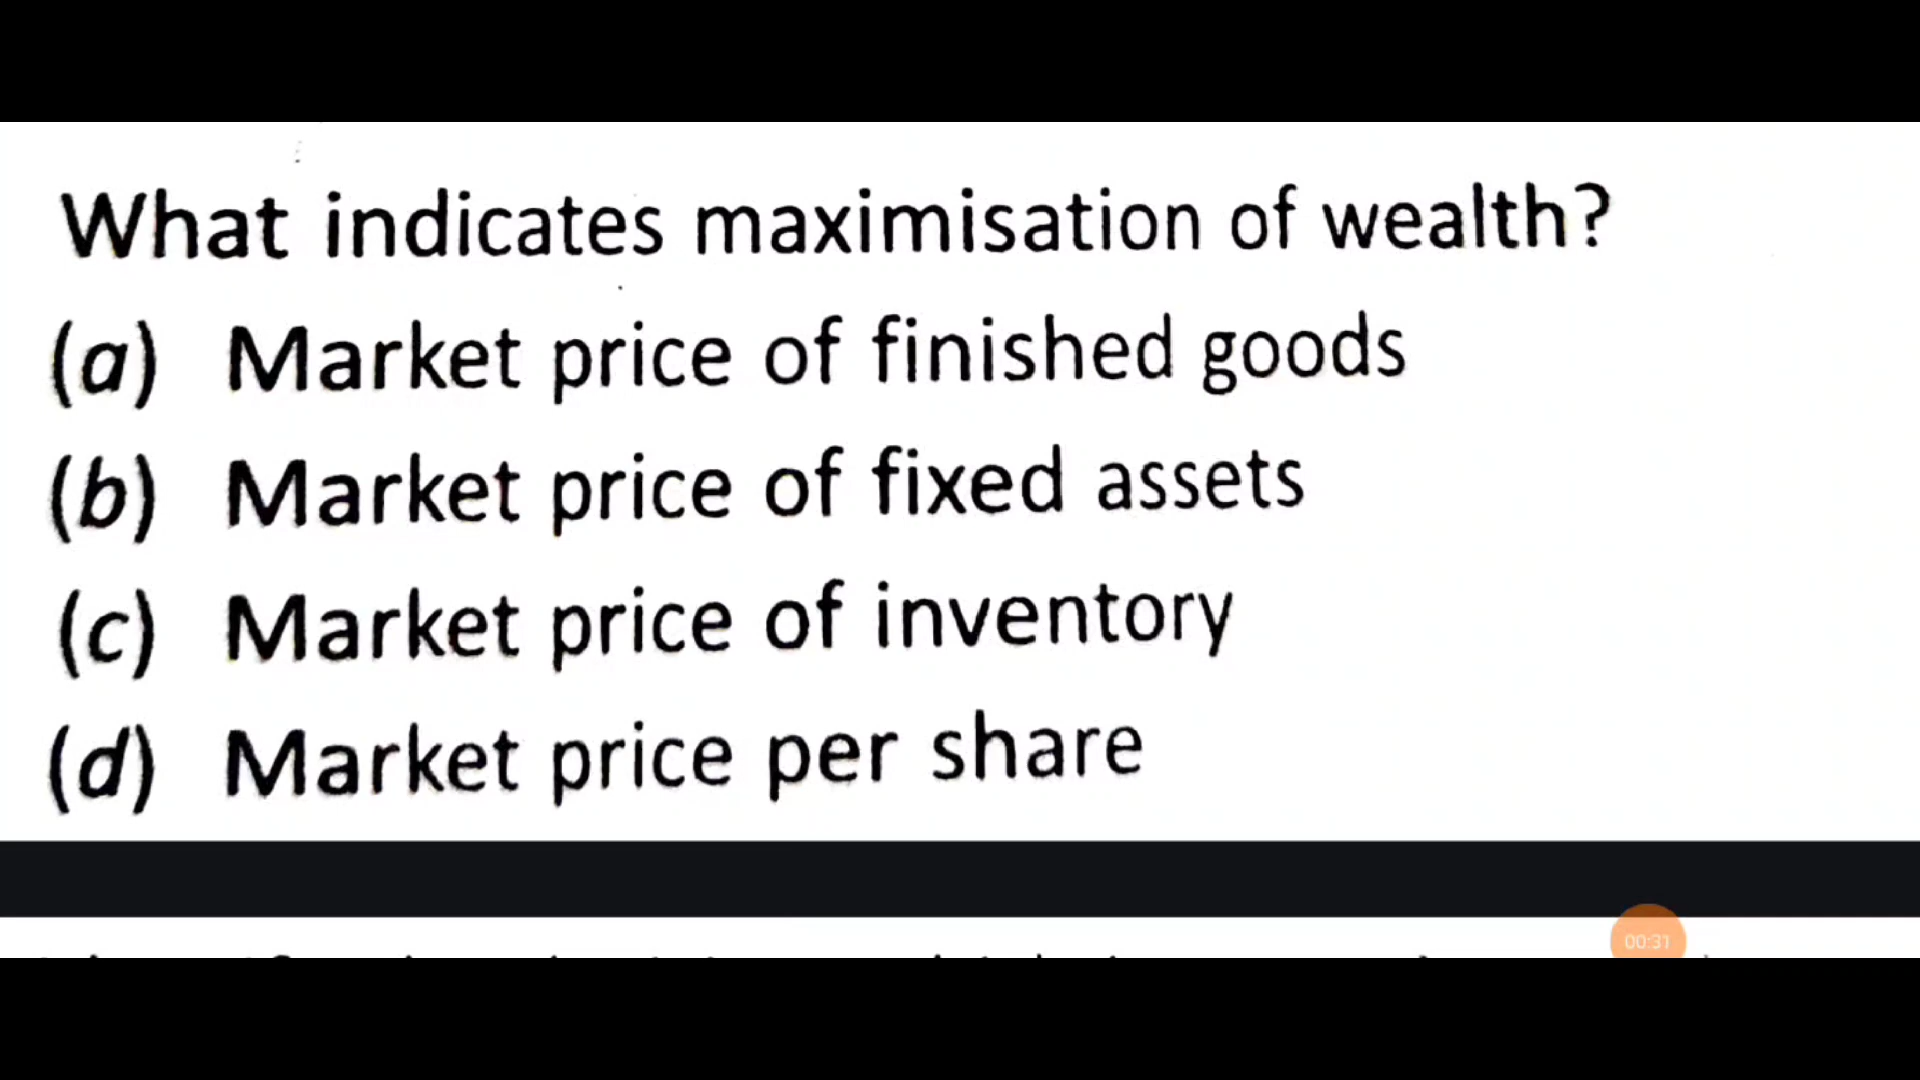 What indicates maximisation of wealth?
(a) Market price of finished goods
(b) Market price of fixed assets
(c) Market price of inventory
(d) Market price per share
00:31